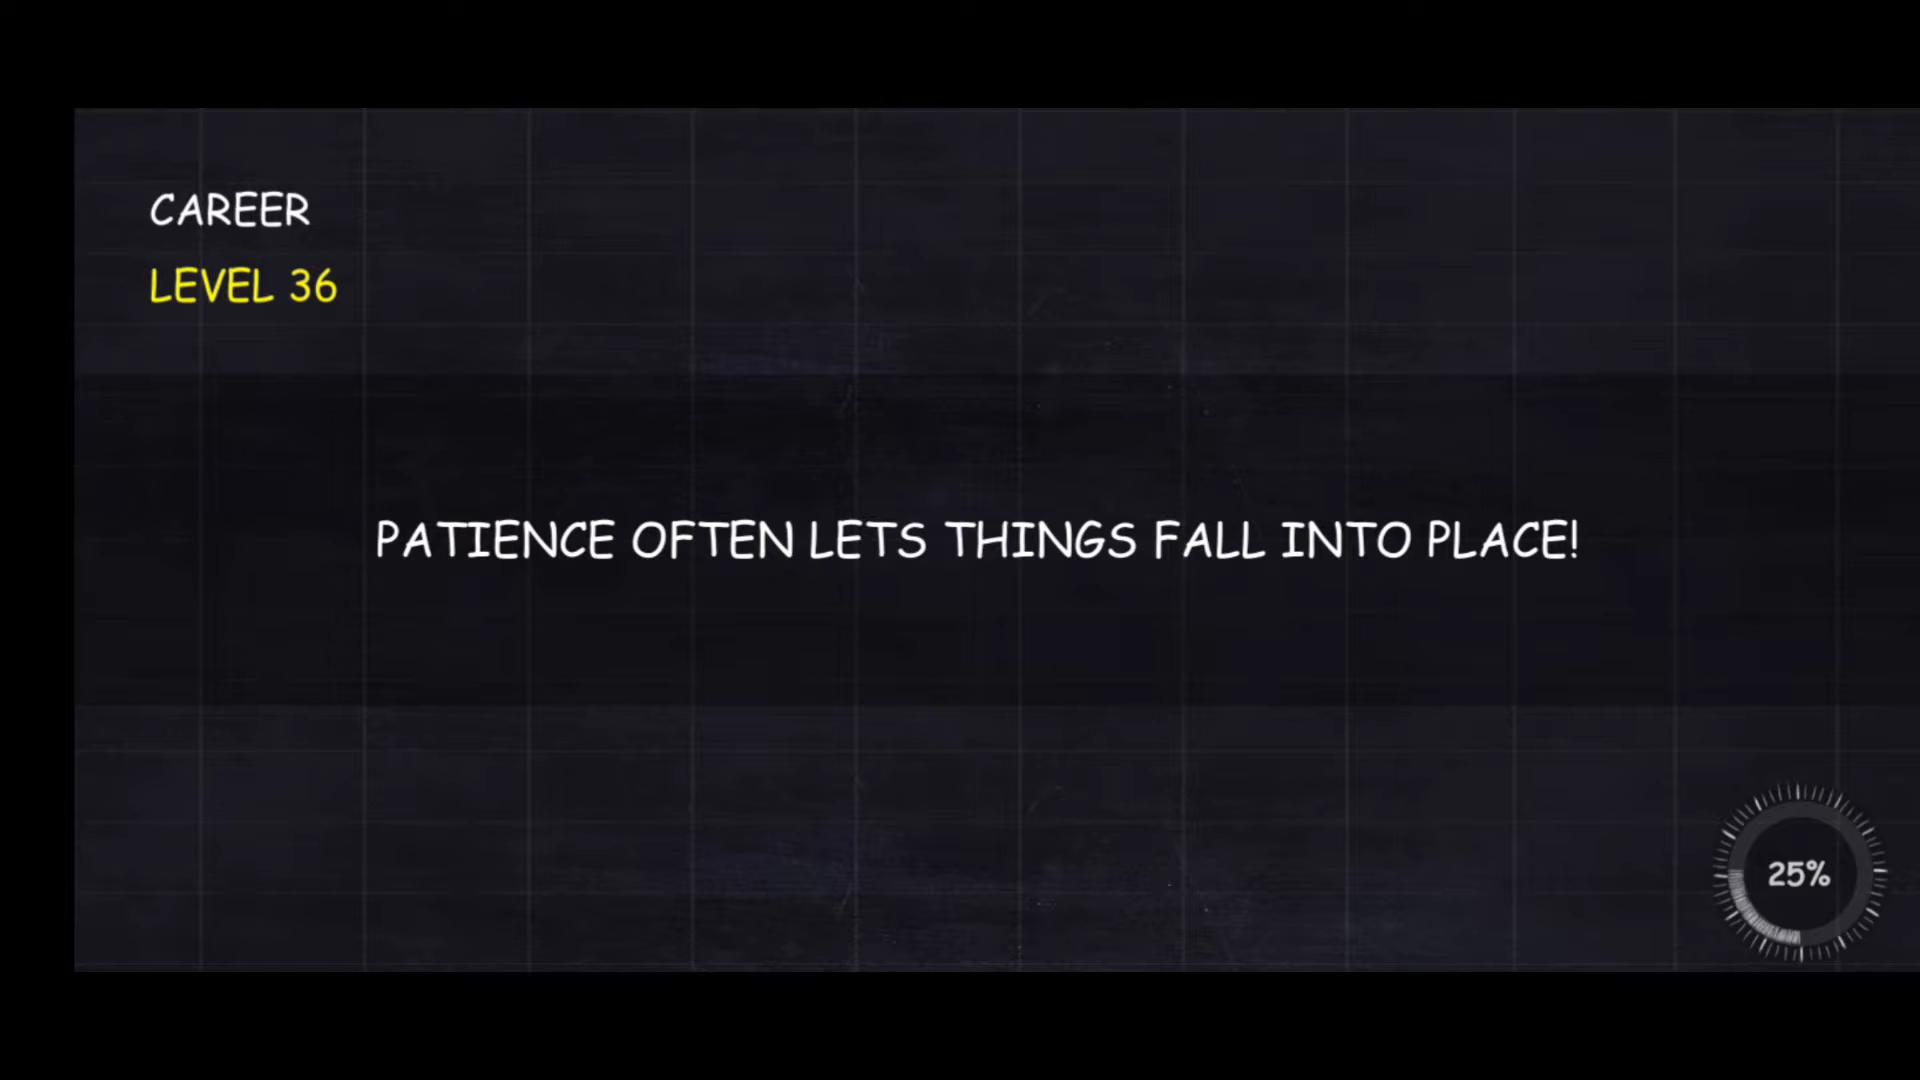 CAREER
LEVEL 36
PATIENCE OFTEN LETS THINGS FALL INTO PLACE!
25%